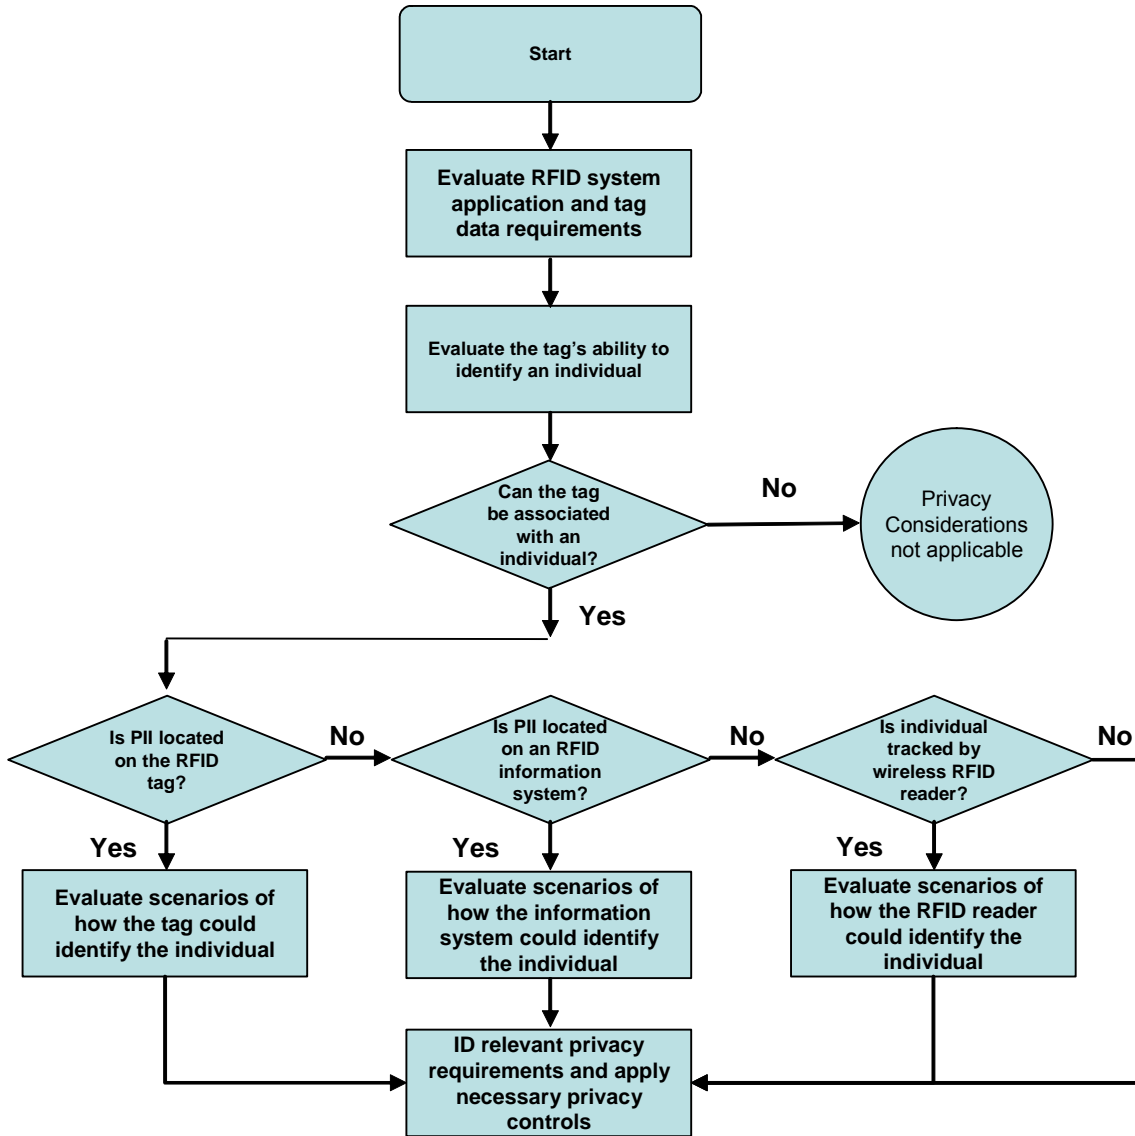 Start
Evaluate RFID system
application and tag
data requirements
Evaluate the tag's ability to
identify an individual
Can the tag
be associated
with an
individual?
No
Privacy
Considerations
not applicable
Yes
Is PII located
on the RFID
tag?
No
Is PII located
on an RFID
information
system?
No
Is individual
tracked by
wireless RFID
reader?
No
Yes
Yes
Yes
Evaluate scenarios of
how the tag could
identify the individual
Evaluate scenarios of
how the information
system could identify
the individual
Evaluate scenarios of
how the RFID reader
could identify the
individual
ID relevant privacy
requirements and apply
necessary privacy
controls